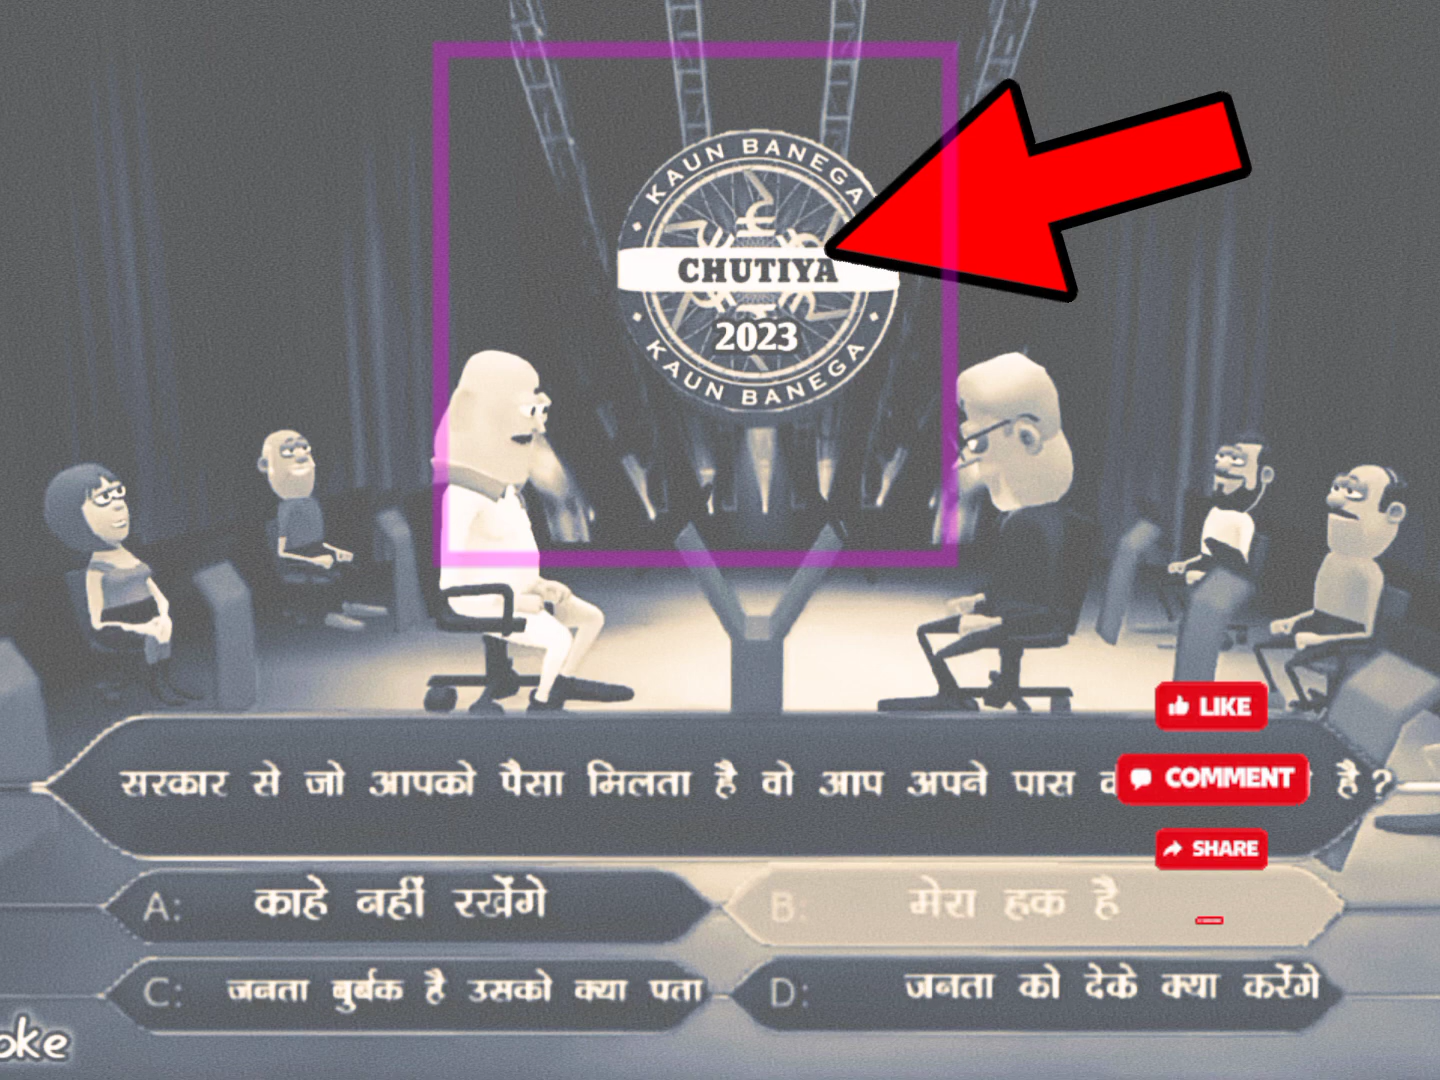 KAUN BANEGA
CHUTIYA
2023
KAUN BANEGA
LIKE
सरकार से जो आपको पैसा मिलता है वो आप अपने पास है ?
COMMENT
SHARE
A: काहे नहीं रखेंगे
B: मेरा हक है
C: जनता बुर्बक है उसको क्या पता
D: जनता को देके क्या करेंगे
oke